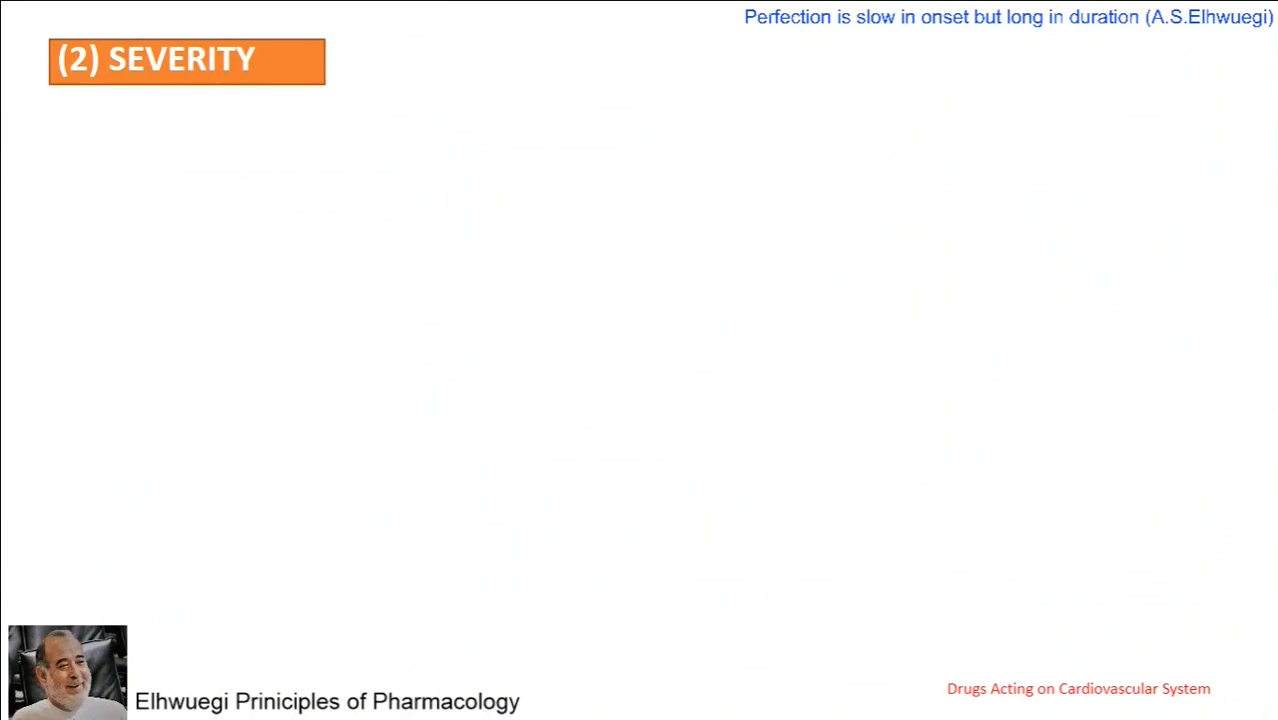 Perfection is slow in onset but long in duration (A.S.Elhwuegi)
(2) SEVERITY
Drugs Acting on Cardiovascular System
Elhwuegi Priniciples of Pharmacology